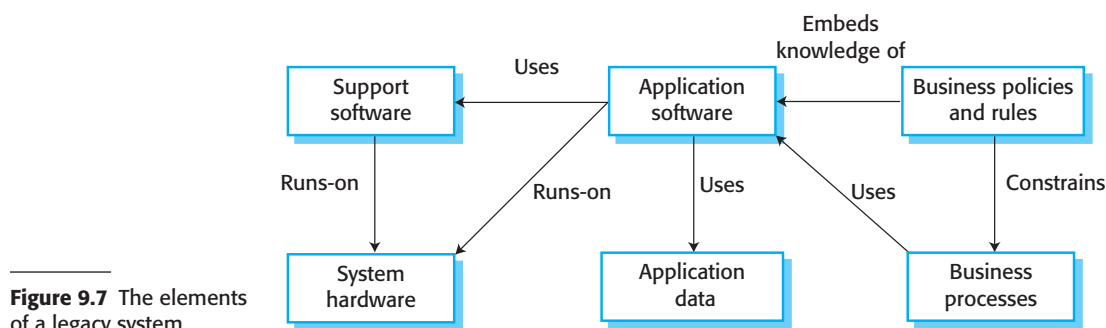 Embeds
knowledge of
Uses
Support
software
Application
software
Business policies
and rules
Runs-on
Runs-on
Uses
Uses
Constrains
System
hardware
Application
data
Business
processes
Figure 9.7 The elements
of a legacy system